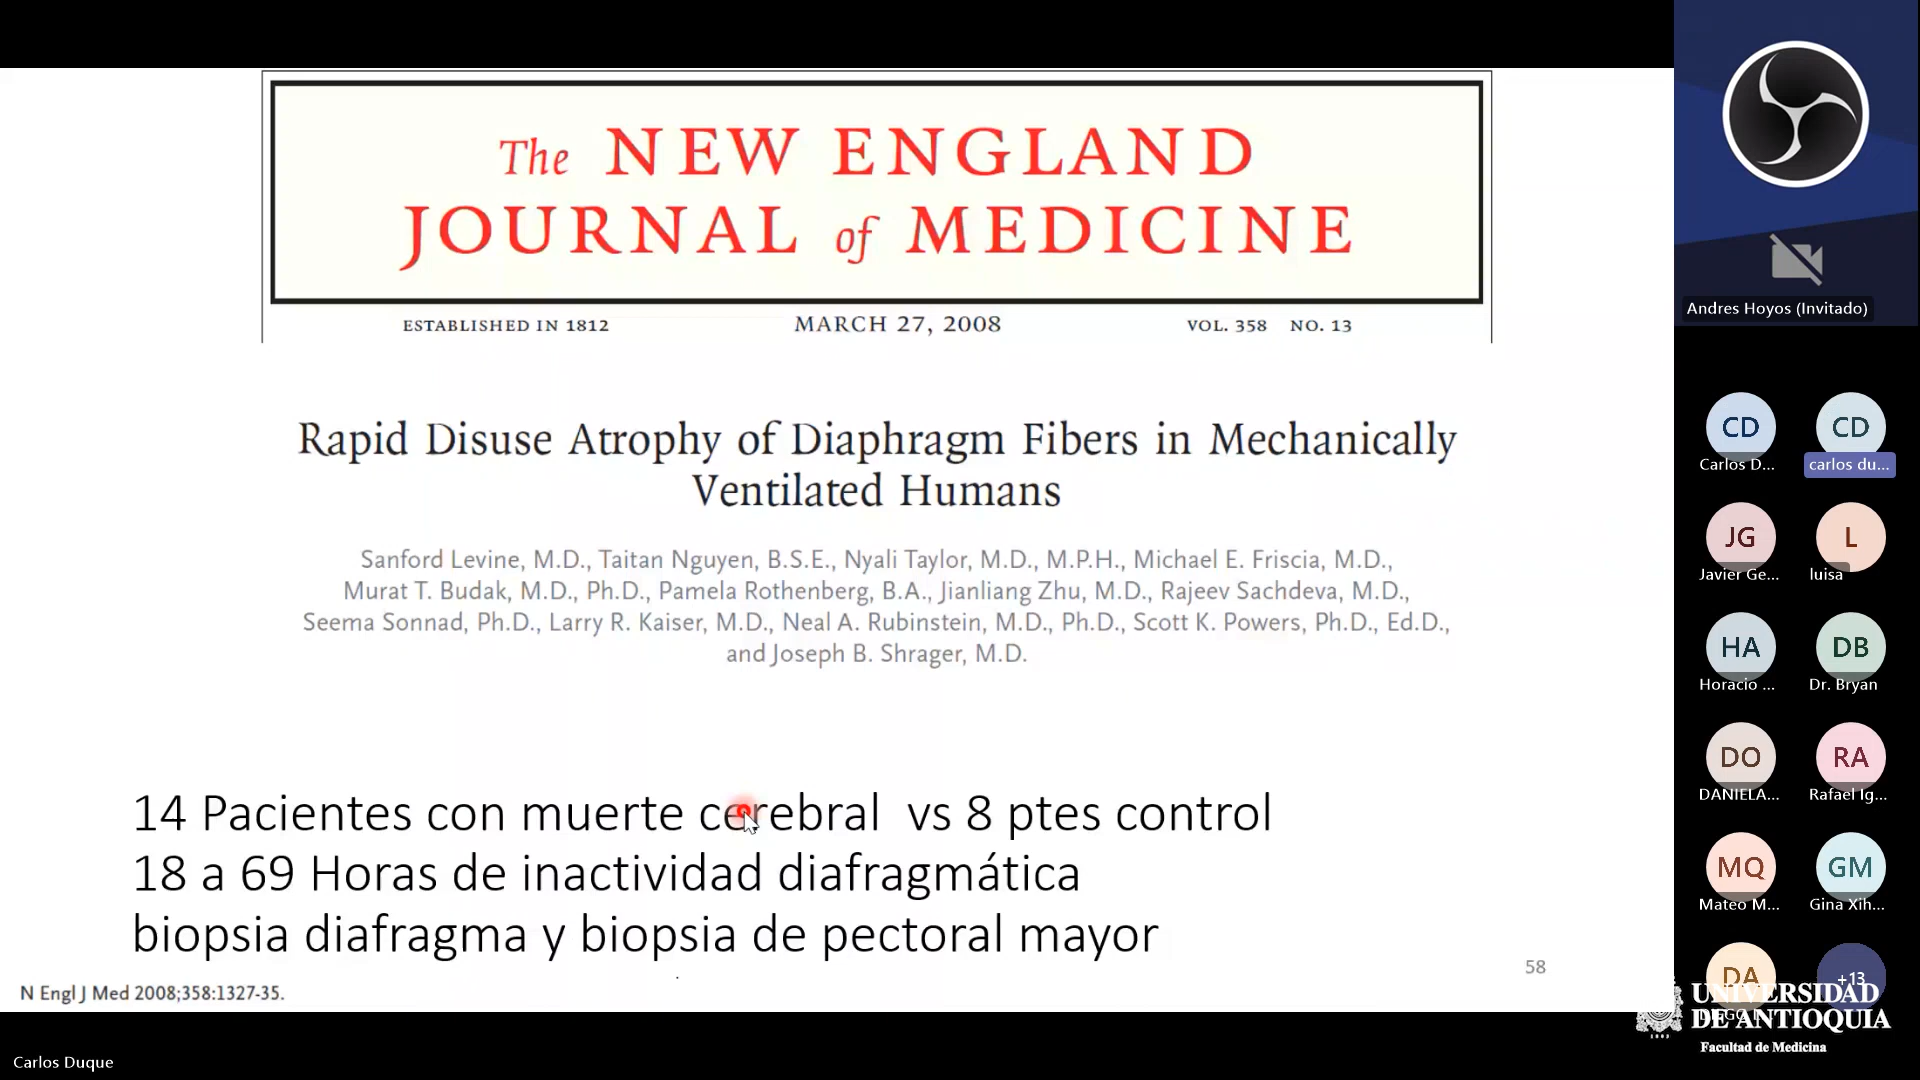 The NEW ENGLAND
JOURNAL of MEDICINE
ESTABLISHED IN 1812 MARCH 27, 2008 VOL. 358 NO. 13
Rapid Disuse Atrophy of Diaphragm Fibers in Mechanically
Ventilated Humans
Sanford Levine, M.D., Taitan Nguyen, B.S.E., Nyali Taylor, M.D., M.P.H., Michael E. Friscia, M.D.,
Murat T. Budak, M.D., Ph.D., Pamela Rothenberg, B.A., Jianliang Zhu, M.D., Rajeev Sachdeva, M.D.,
Seema Sonnad, Ph.D., Larry R. Kaiser, M.D., Neal A. Rubinstein, M.D., Ph.D., Scott K. Powers, Ph.D., Ed.D.,
and Joseph B. Shrager, M.D.
14 Pacientes con muerte cerebral vs 8 ptes control
18 a 69 Horas de inactividad diafragmática
biopsia diafragma y biopsia de pectoral mayor
58
N Engl J Med 2008;358:1327-35.
Carlos Duque
Andres Hoyos (Invitado)
CD CD
Carlos D... carlos du...
JG L
Javier Ge... luisa
HA DB
Horacio ... Dr. Bryan
DO RA
DANIELA... Rafael Ig...
MQ GM
Mateo M... Gina Xih...
DA +13
UNIVERSIDAD
DE ANTIOQUIA
Facultad de Medicina